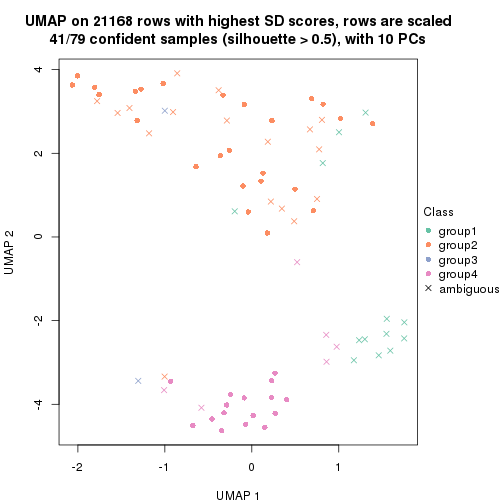 UMAP on 21168 rows with highest SD scores, rows are scaled
41/79 confident samples (silhouette > 0.5), with 10 PCs
4
2
0
-2
-4
UMAP 2
-2
-1
0
1
UMAP 1
Class
group1
group2
group3
group4
ambiguous